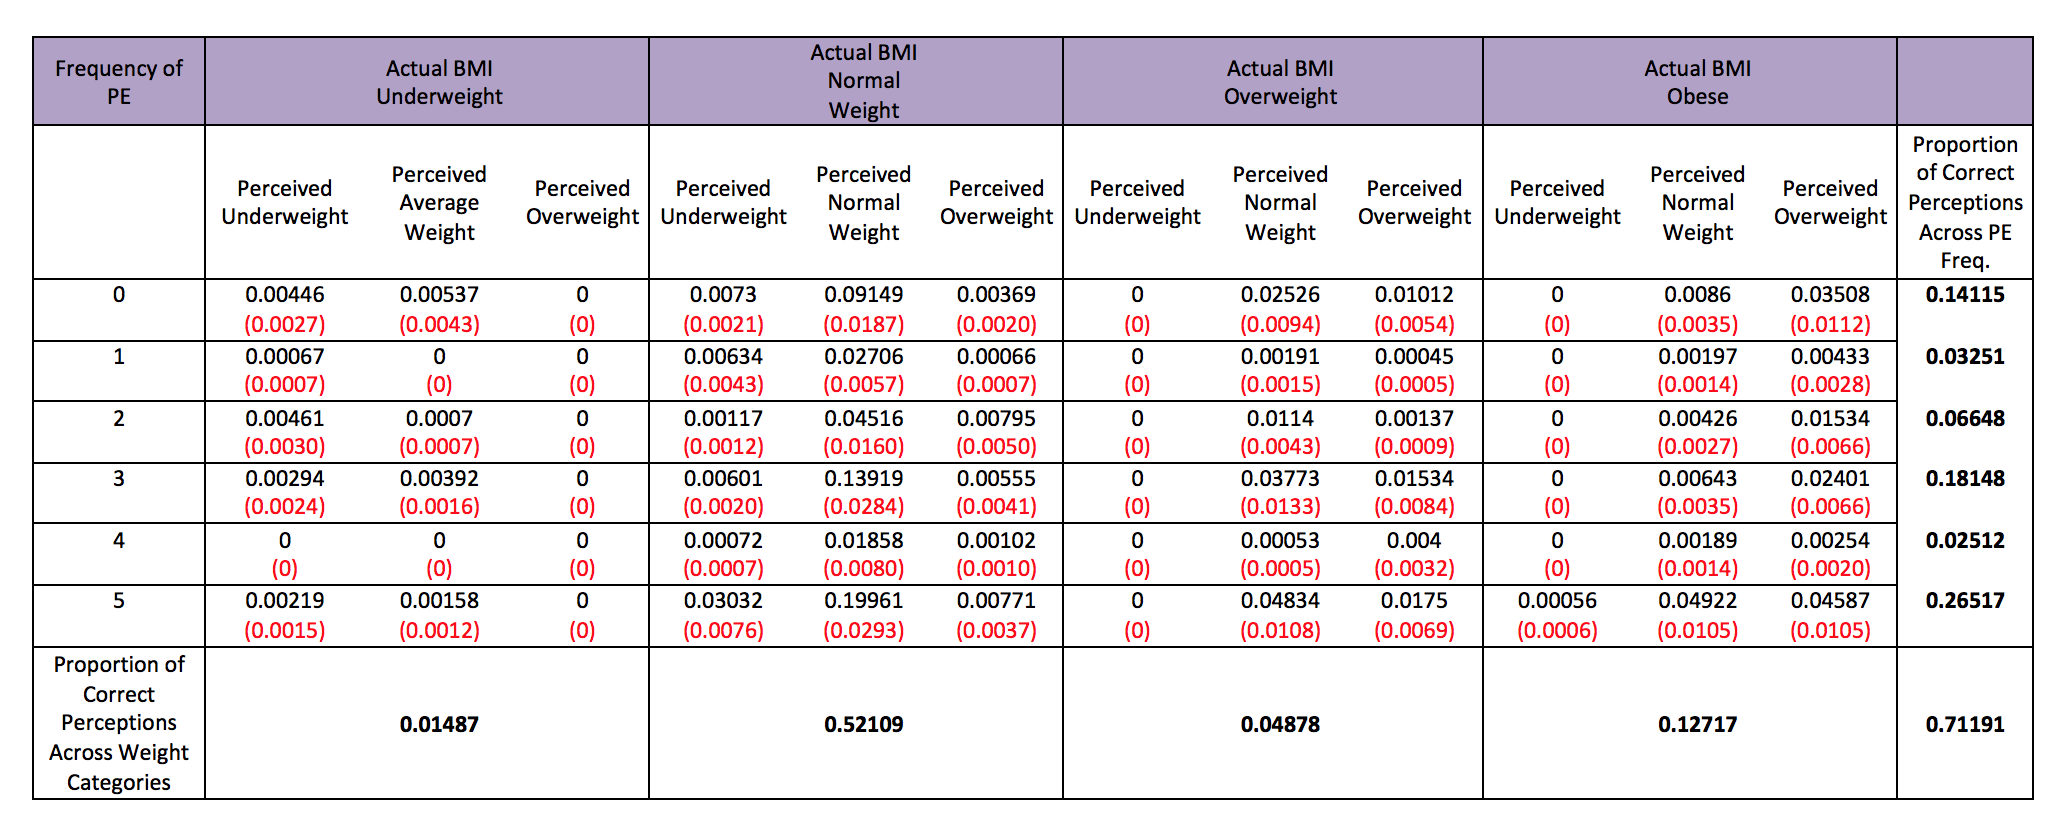 Frequency of PE | Actual BMI Underweight | Actual BMI Normal Weight | Actual BMI Overweight | Actual BMI Obese
Perceived Underweight | Perceived Average Weight | Perceived Overweight | Perceived Underweight | Perceived Normal Weight | Perceived Overweight | Perceived Underweight | Perceived Normal Weight | Perceived Overweight | Perceived Underweight | Perceived Normal Weight | Perceived Overweight | Proportion of Correct Perceptions Across PE Freq.
0 0.00446 0.00537 0 0.0073 0.09149 0.00369 0 0.02526 0.01012 0 0.0086 0.03508 0.14115
(0.0027) (0.0043) (0) (0.0021) (0.0187) (0.0020) (0) (0.0094) (0.0054) (0) (0.0035) (0.0112)
1 0.00067 0 0 0.00634 0.02706 0.00066 0 0.00191 0.00045 0 0.00197 0.00433 0.03251
(0.0007) (0) (0) (0.0043) (0.0057) (0.0007) (0) (0.0015) (0.0005) (0) (0.0014) (0.0028)
2 0.00461 0.0007 0 0.00117 0.04516 0.00795 0 0.0114 0.00137 0 0.00426 0.01534 0.06648
(0.0030) (0.0007) (0) (0.0012) (0.0160) (0.0050) (0) (0.0043) (0.0009) (0) (0.0027) (0.0066)
3 0.00294 0.00392 0 0.00601 0.13919 0.00555 0 0.03773 0.01534 0 0.00643 0.02401 0.18148
(0.0024) (0.0016) (0) (0.0020) (0.0284) (0.0041) (0) (0.0133) (0.0084) (0) (0.0035) (0.0066)
4 0 0 0 0.00072 0.01858 0.00102 0 0.00053 0.004 0 0.00189 0.00254 0.02512
(0) (0) (0) (0.0007) (0.0080) (0.0010) (0) (0.0005) (0.0032) (0) (0.0014) (0.0020)
5 0.00219 0.00158 0 0.03032 0.19961 0.00771 0 0.04834 0.0175 0.00056 0.04922 0.04587 0.26517
(0.0015) (0.0012) (0) (0.0076) (0.0293) (0.0037) (0) (0.0108) (0.0069) (0.0006) (0.0105) (0.0105)
Proportion of Correct Perceptions Across Weight Categories 0.01487 0.52109 0.04878 0.12717 0.71191